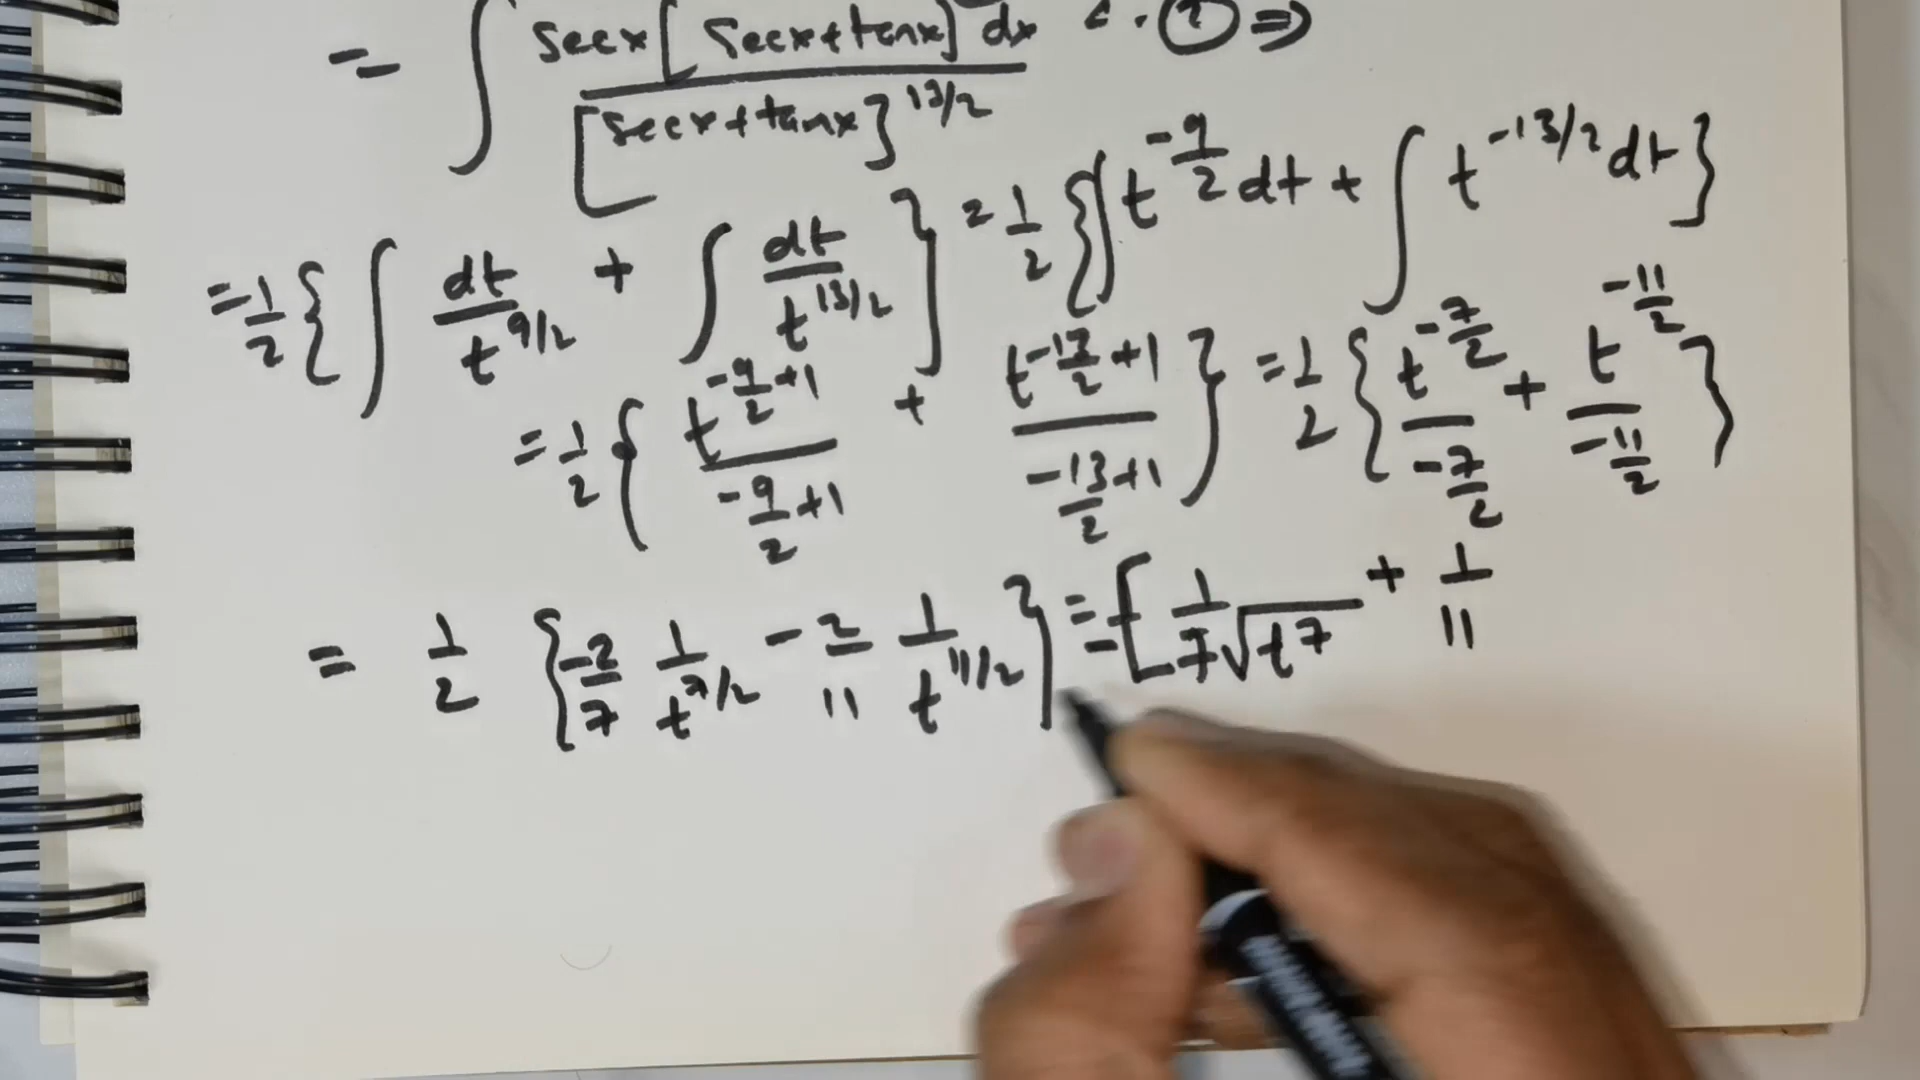 = ∫ secx[secx+tanx] dx / [secx+tanx]^13/2 ⇒
= 1/2 { ∫ dt/t^9/2 + ∫ dt/t^13/2 } = 1/2 { ∫ t^-9/2 dt + ∫ t^-13/2 dt }
= 1/2 { t^-9/2+1 / -9/2+1 + t^-13/2+1 / -13/2+1 } = 1/2 { t^-7/2 / -7/2 + t^-11/2 / -11/2 }
= 1/2 { -2/7 1/t^7/2 - 2/11 1/t^11/2 } = -[ 1/7√t^7 + 1/11